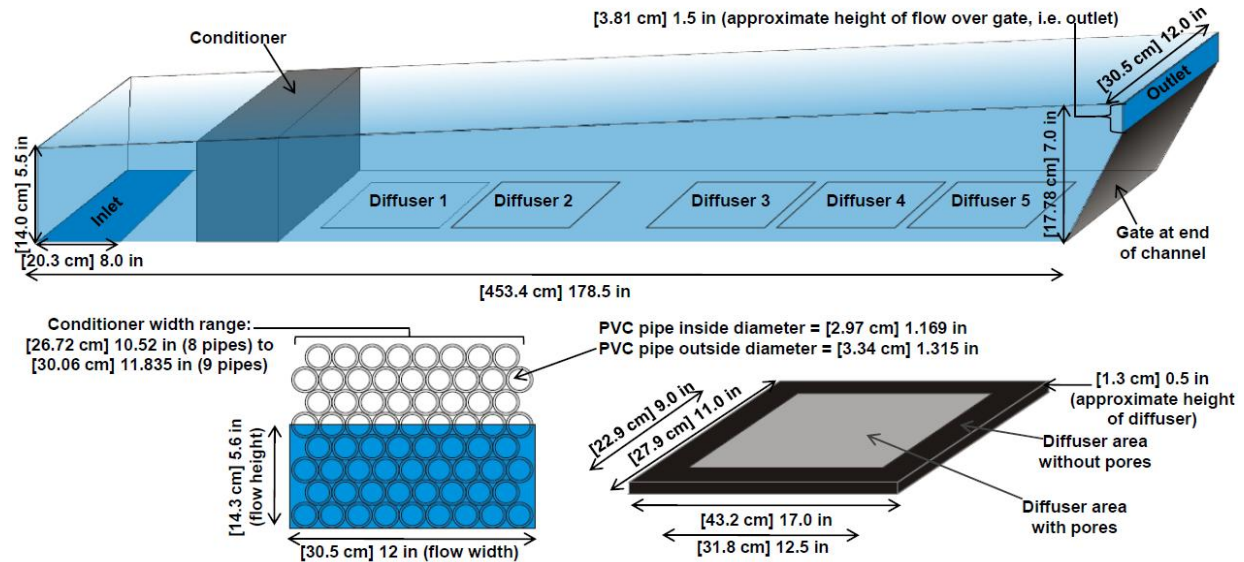 [3.81 cm] 1.5 in (approximate height of flow over gate, i.e. outlet)
Conditioner
[30.5 cm] 12.0 in
Outlet
[14.0 cm] 5.5 in
Inlet
Diffuser 1
Diffuser 2
Diffuser 3
Diffuser 4
Diffuser 5
[17.78 cm] 7.0 in
[20.3 cm] 8.0 in
Gate at end
of channel
[453.4 cm] 178.5 in
Conditioner width range:
[26.72 cm] 10.52 in (8 pipes) to
[30.06 cm] 11.835 in (9 pipes)
PVC pipe inside diameter = [2.97 cm] 1.169 in
PVC pipe outside diameter = [3.34 cm] 1.315 in
[14.3 cm] 5.6 in
(flow height)
[30.5 cm] 12 in (flow width)
[22.9 cm] 9.0 in
[27.9 cm] 11.0 in
[1.3 cm] 0.5 in
(approximate height
of diffuser)
Diffuser area
without pores
Diffuser area
with pores
[43.2 cm] 17.0 in
[31.8 cm] 12.5 in